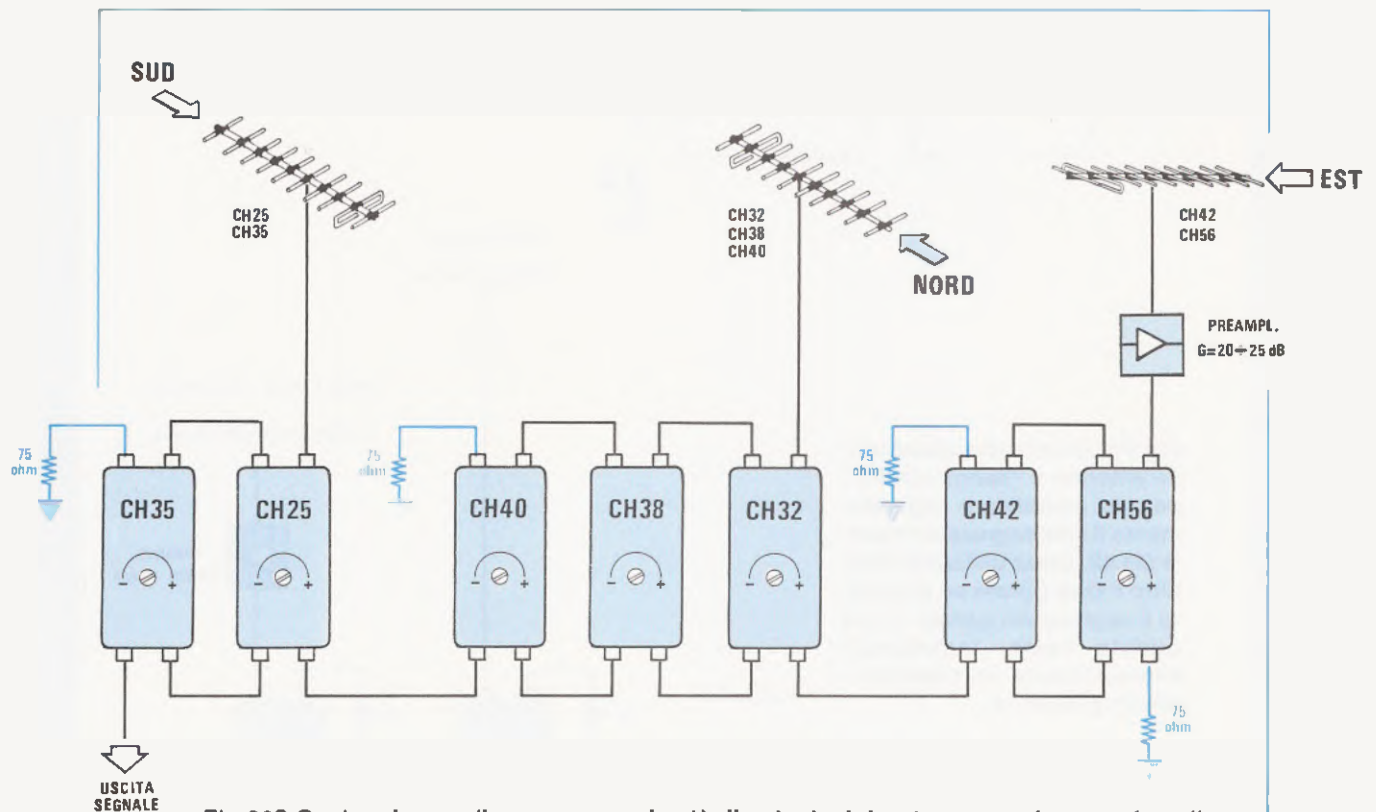 SUD
EST
CH25
CH35
CH32
CH38
CH40
CH42
CH56
NORD
PREAMPL.
G=20÷25 dB
75
ohm
75
ohm
75
ohm
CH35
CH25
CH40
CH38
CH32
CH42
CH56
- +
- +
- +
- +
- +
- +
- +
75
ohm
USCITA
SEGNALE